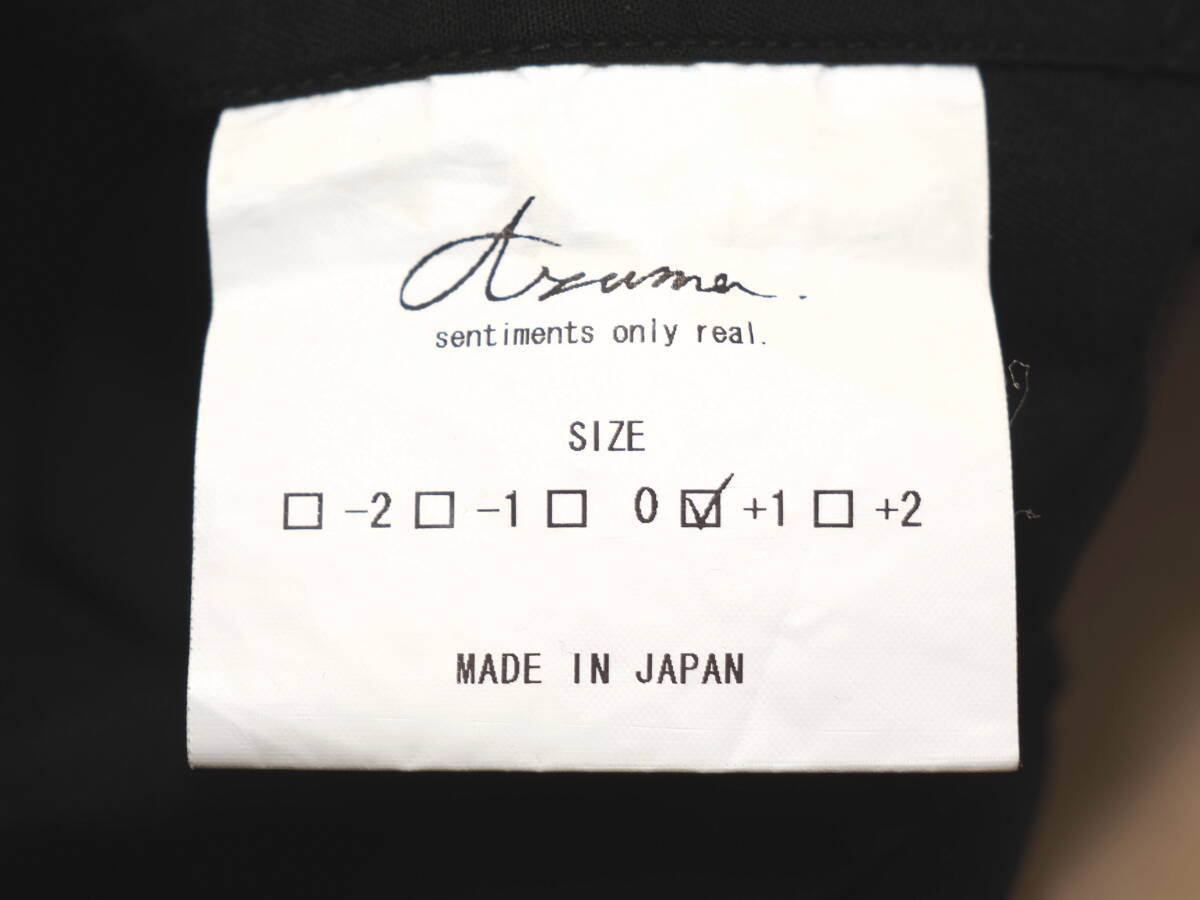 Azuma.
sentiments only real.
SIZE
☐ -2 ☐ -1 ☐ 0 ☑ +1 ☐ +2
MADE IN JAPAN